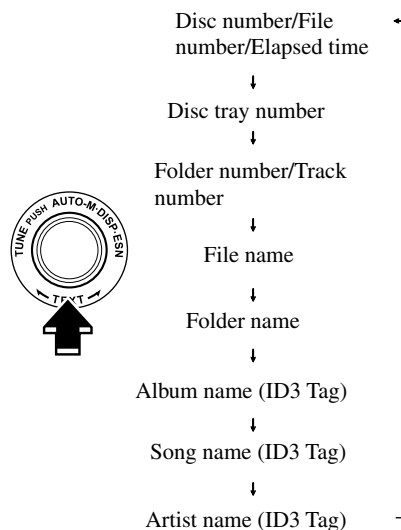 Disc number/File
number/Elapsed time
Disc tray number
Folder number/Track
number
TUNE PUSH AUTO-M·DISP·ESN
TEXT
File name
Folder name
Album name (ID3 Tag)
Song name (ID3 Tag)
Artist name (ID3 Tag)